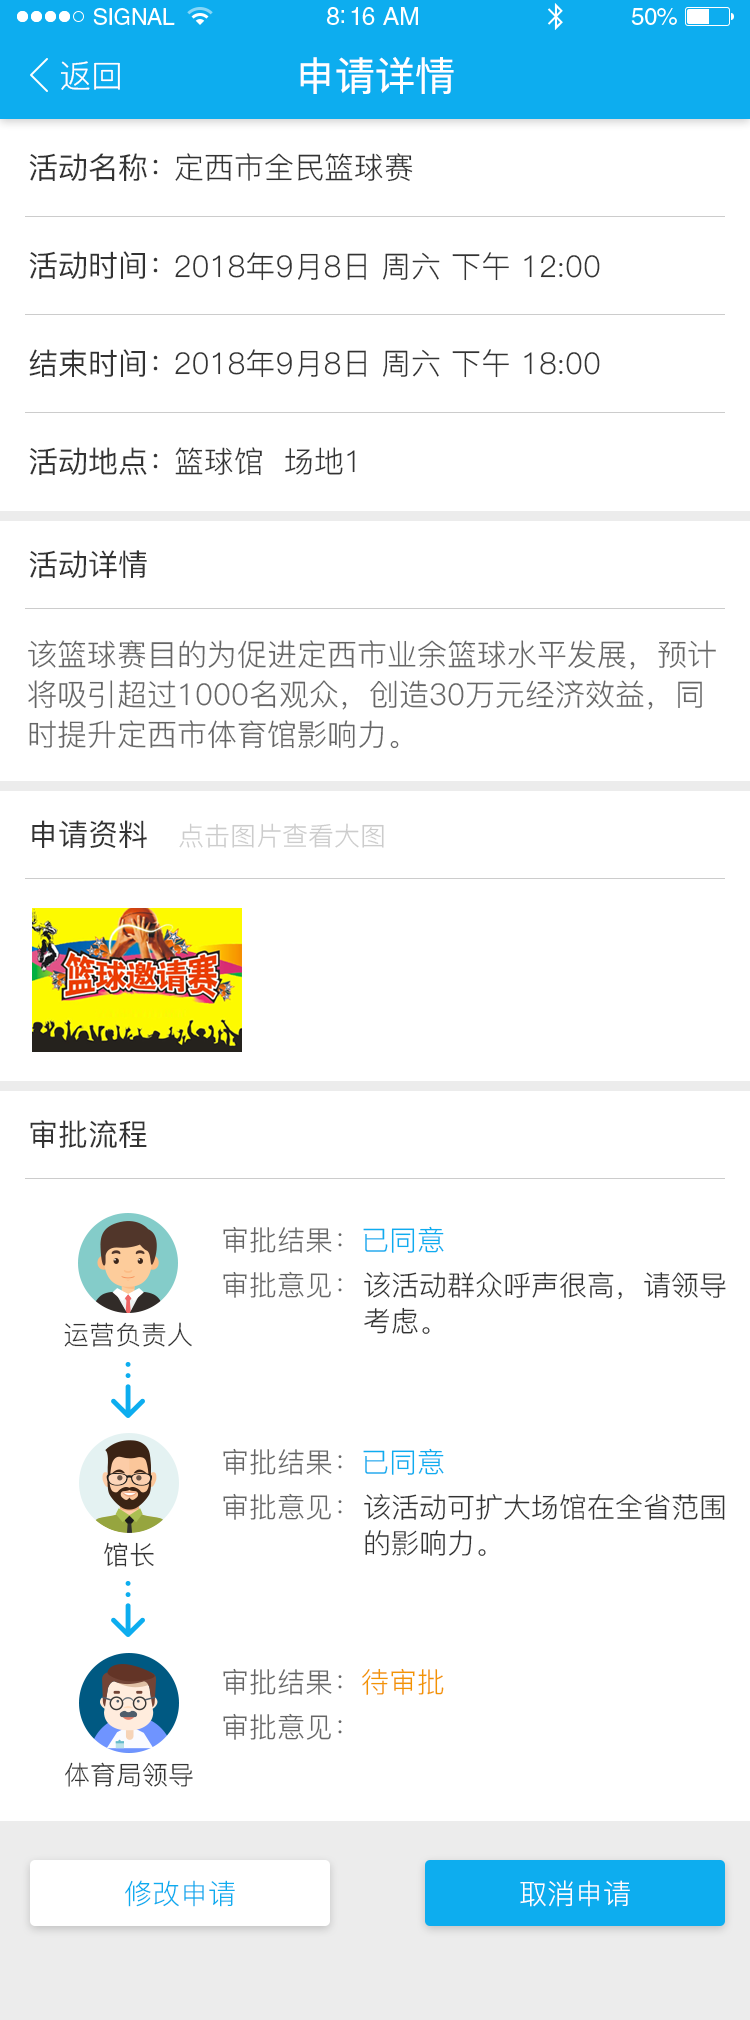 SIGNAL 8:16 AM 50%
返回 申请详情
活动名称：定西市全民篮球赛
活动时间：2018年9月8日 周六 下午 12:00
结束时间：2018年9月8日 周六 下午 18:00
活动地点：篮球馆 场地1
活动详情
该篮球赛目的为促进定西市业余篮球水平发展，预计
将吸引超过1000名观众，创造30万元经济效益，同
时提升定西市体育馆影响力。
申请资料 点击图片查看大图
篮球邀请赛
审批流程
审批结果：已同意
审批意见：该活动群众呼声很高，请领导
考虑。
运营负责人
审批结果：已同意
审批意见：该活动可扩大场馆在全省范围
的影响力。
馆长
审批结果：待审批
审批意见：
体育局领导
修改申请 取消申请